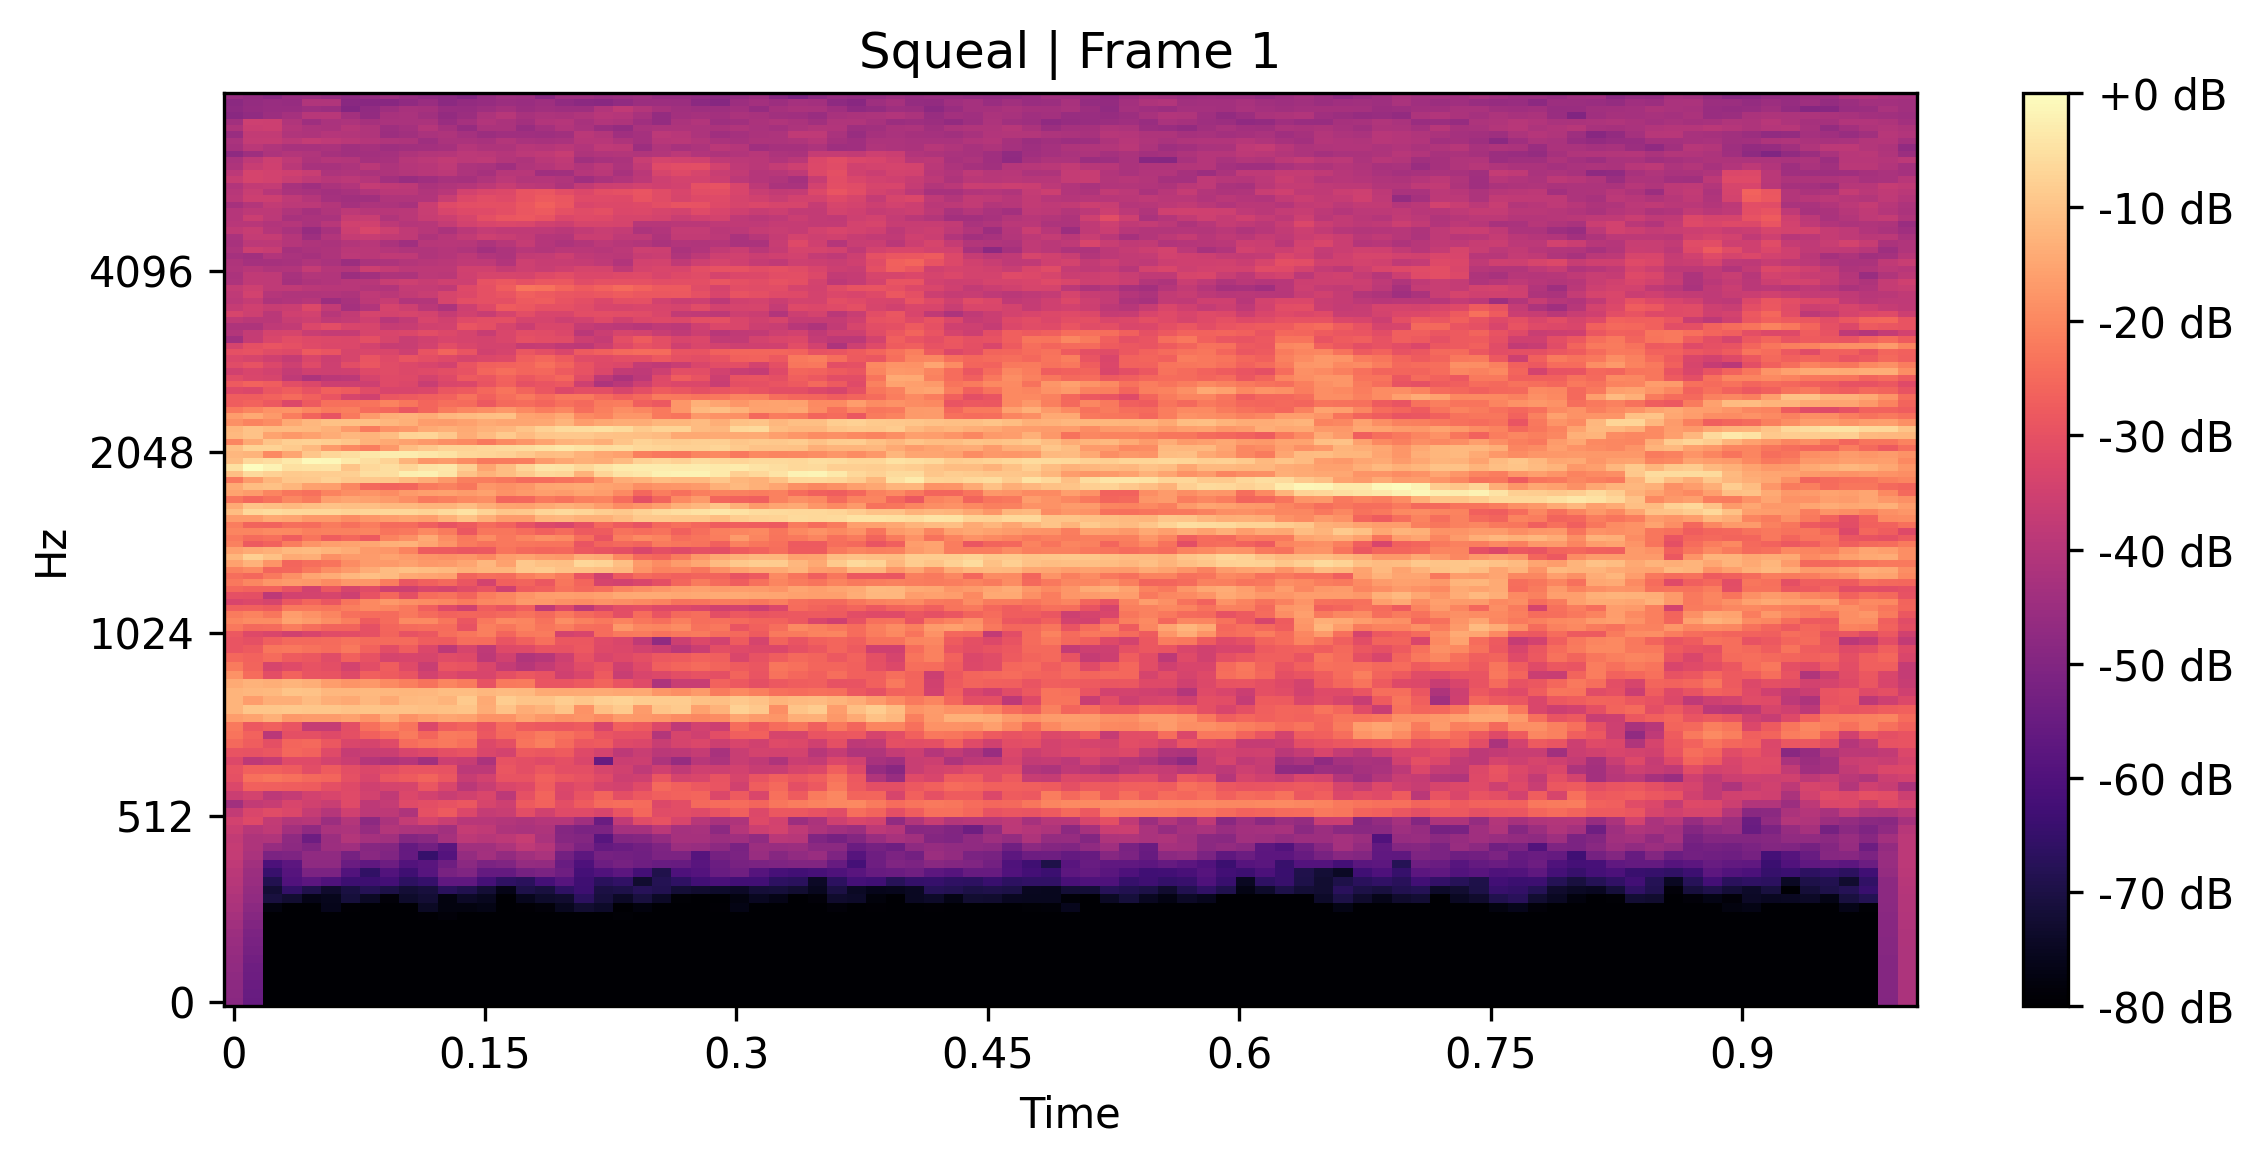 Squeal | Frame 1
Hz
4096
2048
1024
512
0
0 0.15 0.3 0.45 0.6 0.75 0.9
Time
+0 dB
-10 dB
-20 dB
-30 dB
-40 dB
-50 dB
-60 dB
-70 dB
-80 dB